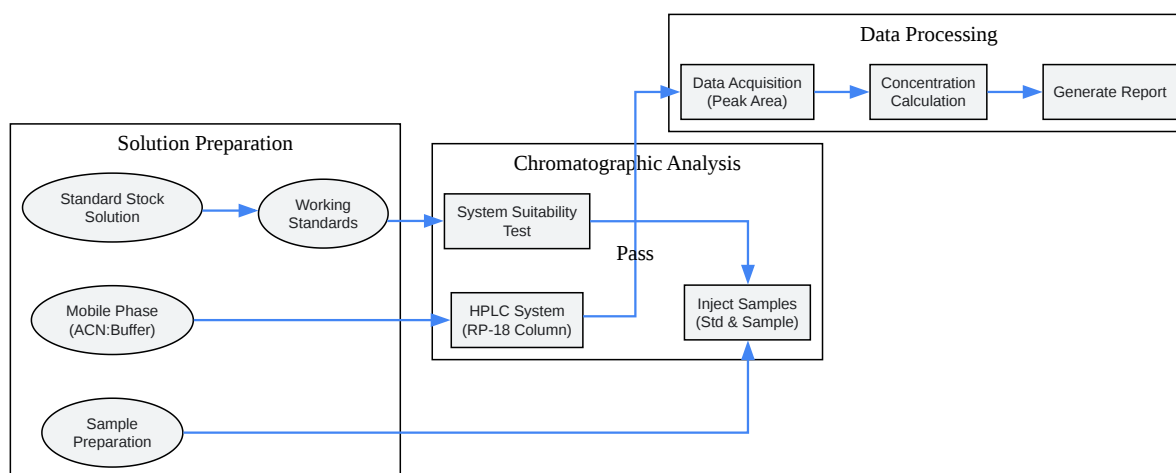 Data Processing
Data Acquisition
(Peak Area)
Concentration
Calculation
Generate Report
Solution Preparation
Standard Stock
Solution
Working
Standards
Mobile Phase
(ACN:Buffer)
Sample
Preparation
Chromatographic Analysis
System Suitability
Test
Pass
HPLC System
(RP-18 Column)
Inject Samples
(Std & Sample)